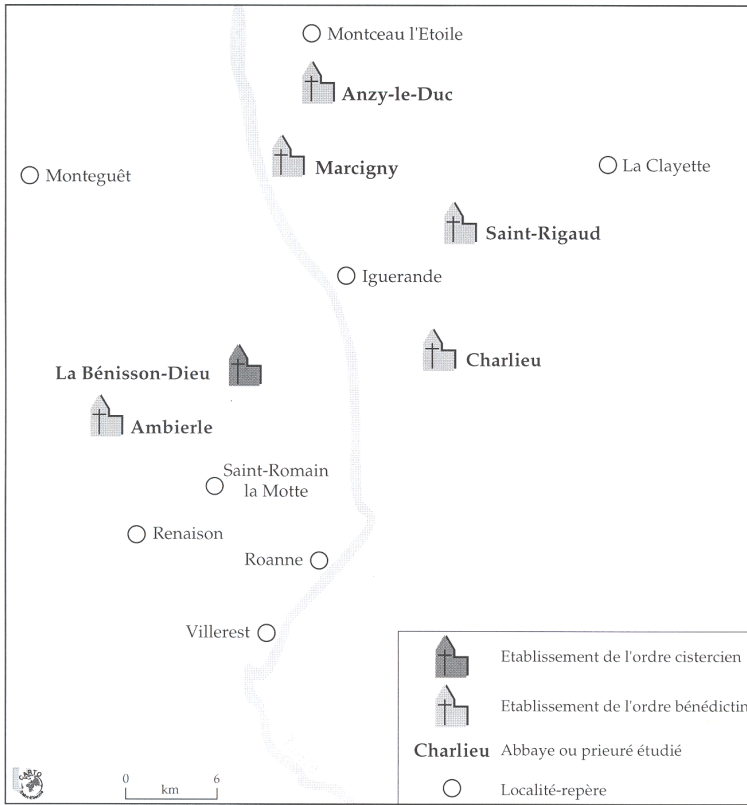 Montceau l'Etoile
Anzy-le-Duc
Marcigny
La Clayette
Monteguêt
Saint-Rigaud
Iguerande
Charlieu
La Bénisson-Dieu
Ambierle
Saint-Romain
la Motte
Renaison
Roanne
Villerest
Etablissement de l'ordre cistercien
Etablissement de l'ordre bénédictin
Charlieu Abbaye ou prieuré étudié
Localité-repère
0 6
km